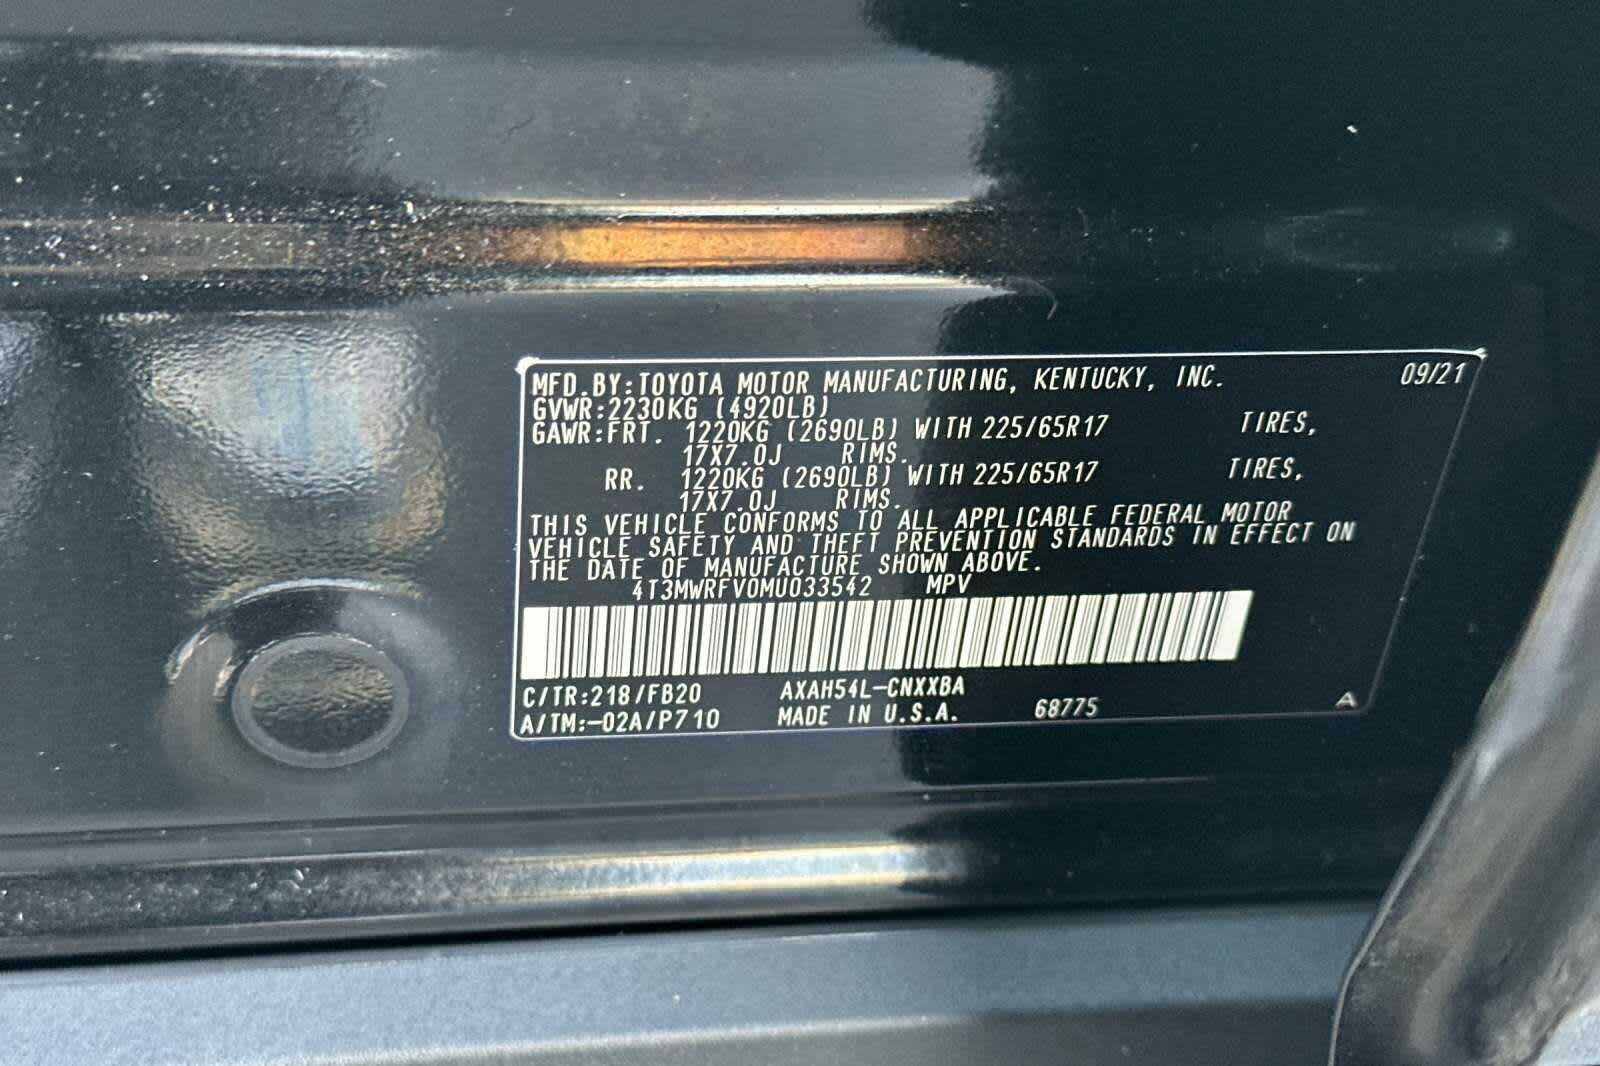 MFD.BY:TOYOTA MOTOR MANUFACTURING, KENTUCKY, INC. 09/21
GVWR:2230KG (4920LB)
GAWR:FRT. 1220KG (2690LB) WITH 225/65R17 TIRES,
17X7.0J RIMS.
RR. 1220KG (2690LB) WITH 225/65R17 TIRES,
17X7.0J RIMS.
THIS VEHICLE CONFORMS TO ALL APPLICABLE FEDERAL MOTOR
VEHICLE SAFETY AND THEFT PREVENTION STANDARDS IN EFFECT ON
THE DATE OF MANUFACTURE SHOWN ABOVE.
4T3MWRFV0MU033542 MPV
C/TR:218/FB20 AXAH54L-CNXXBA
A/TM:-02A/P710 MADE IN U.S.A. 68775 A